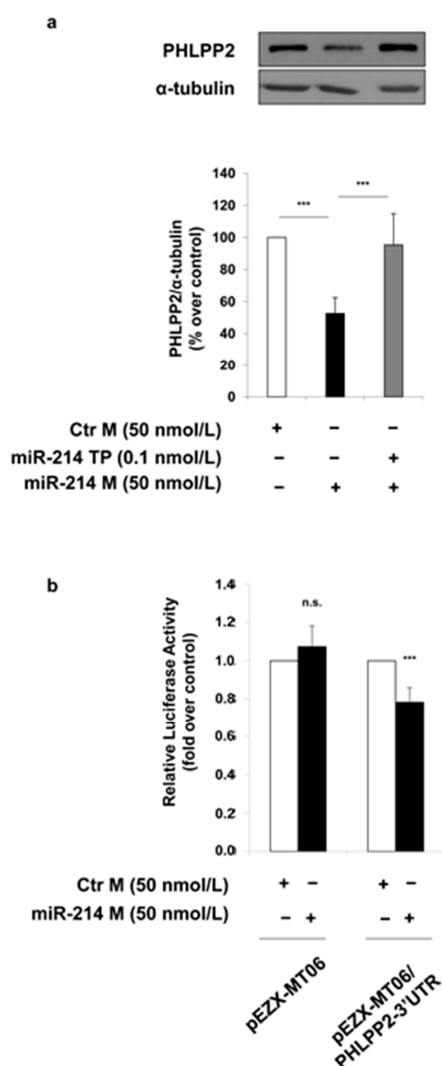 a
PHLPP2
α-tubulin
PHLPP2/α-tubulin
(% over control)
140
120
100
80
60
40
20
0
***
***
Ctr M (50 nmol/L) + – –
miR-214 TP (0.1 nmol/L) – – +
miR-214 M (50 nmol/L) – + +
b
Relative Luciferase Activity
(fold over control)
1.4
1.2
1.0
0.8
0.6
0.4
0.2
0.0
n.s.
***
Ctr M (50 nmol/L) + – + –
miR-214 M (50 nmol/L) – + – +
pEZX-MT06
pEZX-MT06/
PHLPP2-3'UTR